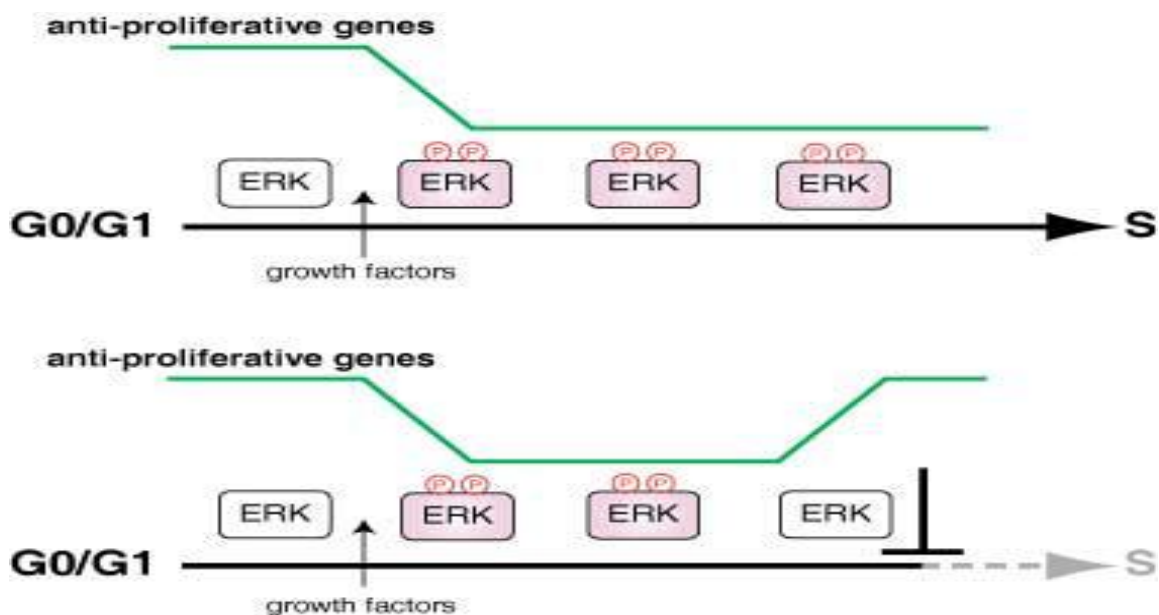 anti-proliferative genes
P P P P P P
ERK ERK ERK ERK
G0/G1 S
growth factors
anti-proliferative genes
P P P P
ERK ERK ERK ERK
G0/G1 S
growth factors